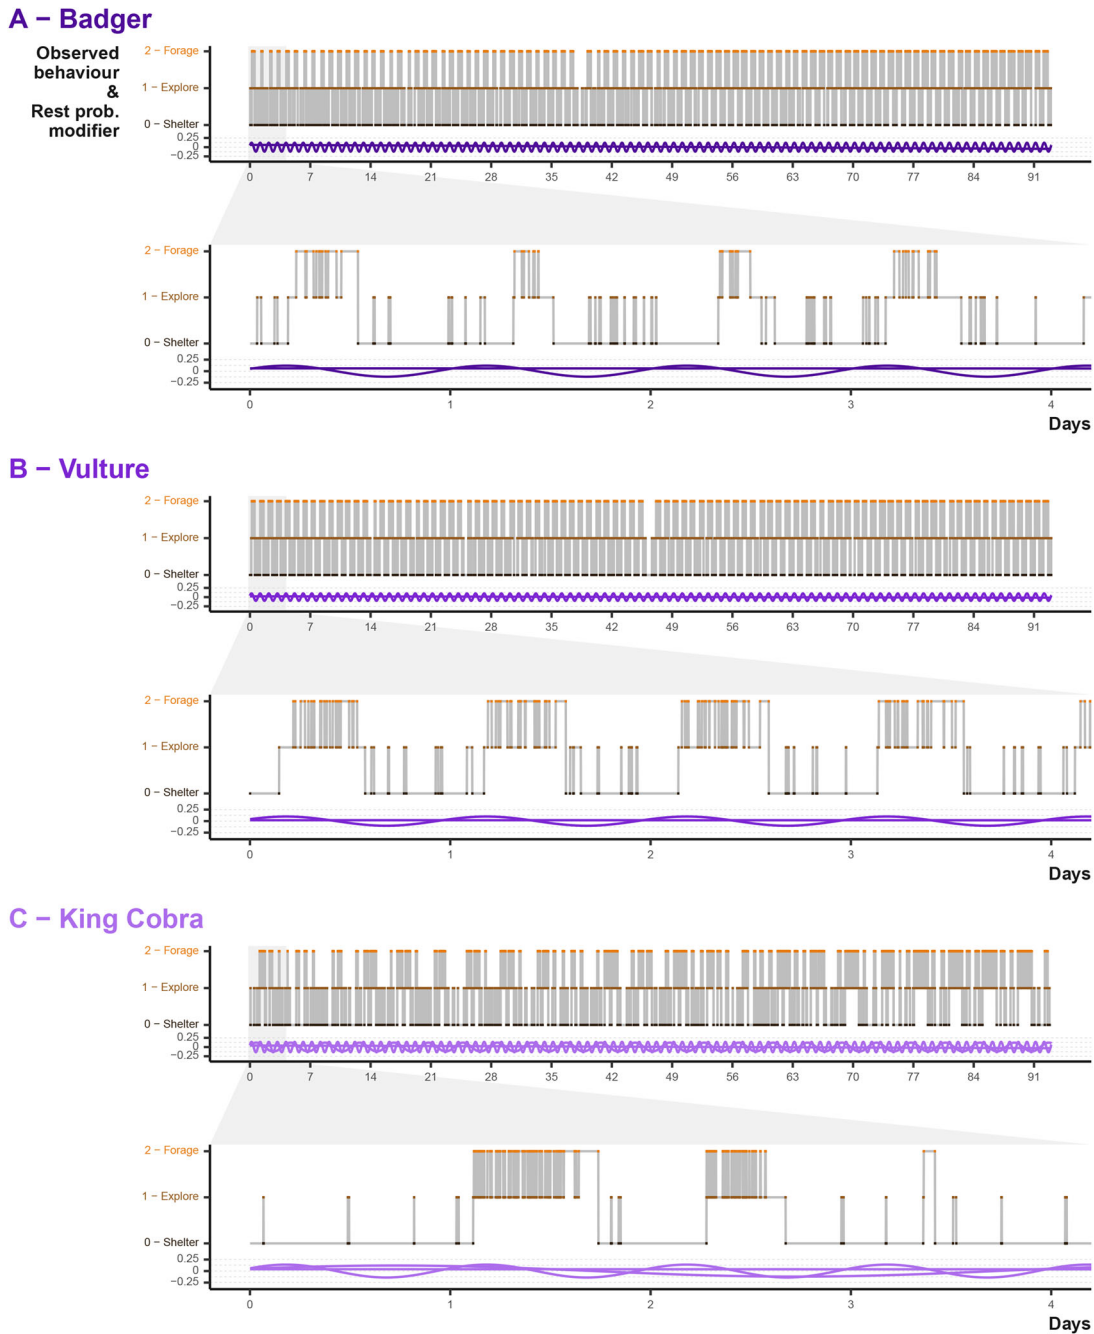 A − Badger
Observed
behaviour
&
Rest prob.
modifier
2 − Forage
1 − Explore
0 − Shelter
0.25
0
−0.25
0 7 14 21 28 35 42 49 56 63 70 77 84 91
2 − Forage
1 − Explore
0 − Shelter
0.25
0
−0.25
0 1 2 3 4
Days
B − Vulture
2 − Forage
1 − Explore
0 − Shelter
0.25
0
−0.25
0 7 14 21 28 35 42 49 56 63 70 77 84 91
2 − Forage
1 − Explore
0 − Shelter
0.25
0
−0.25
0 1 2 3 4
Days
C − King Cobra
2 − Forage
1 − Explore
0 − Shelter
0.25
0
−0.25
0 7 14 21 28 35 42 49 56 63 70 77 84 91
2 − Forage
1 − Explore
0 − Shelter
0.25
0
−0.25
0 1 2 3 4
Days